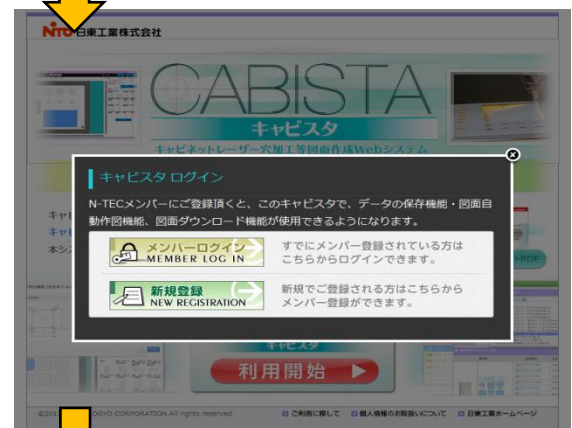 NITO 日東工業株式会社
CABISTA
キャビスタ
キャビネットレーザー穴加工等図面作成Webシステム
キャビスタ ログイン
N-TECメンバーにご登録頂くと、このキャビスタで、データの保存機能・図面自
動作図機能、図面ダウンロード機能が使用できるようになります。
メンバーログイン
MEMBER LOG IN
すでにメンバー登録されている方は
こちらからログインできます。
新規登録
NEW REGISTRATION
新規でご登録される方はこちらから
メンバー登録ができます。
PDF
キャビスタ
利用開始
CORPORATION All rights reserved.
ご利用に際して
個人情報のお取扱いについて
日東工業ホームページ